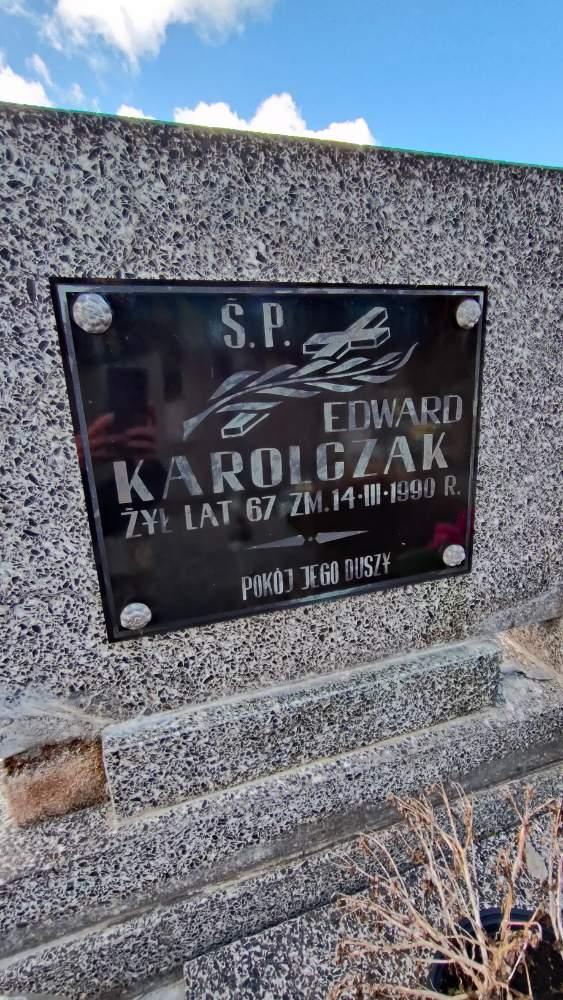 Ś.P.
EDWARD
KAROLCZAK
ŻYŁ LAT 67 ZM. 14·III·1990 R.
POKÓJ JEGO DUSZY